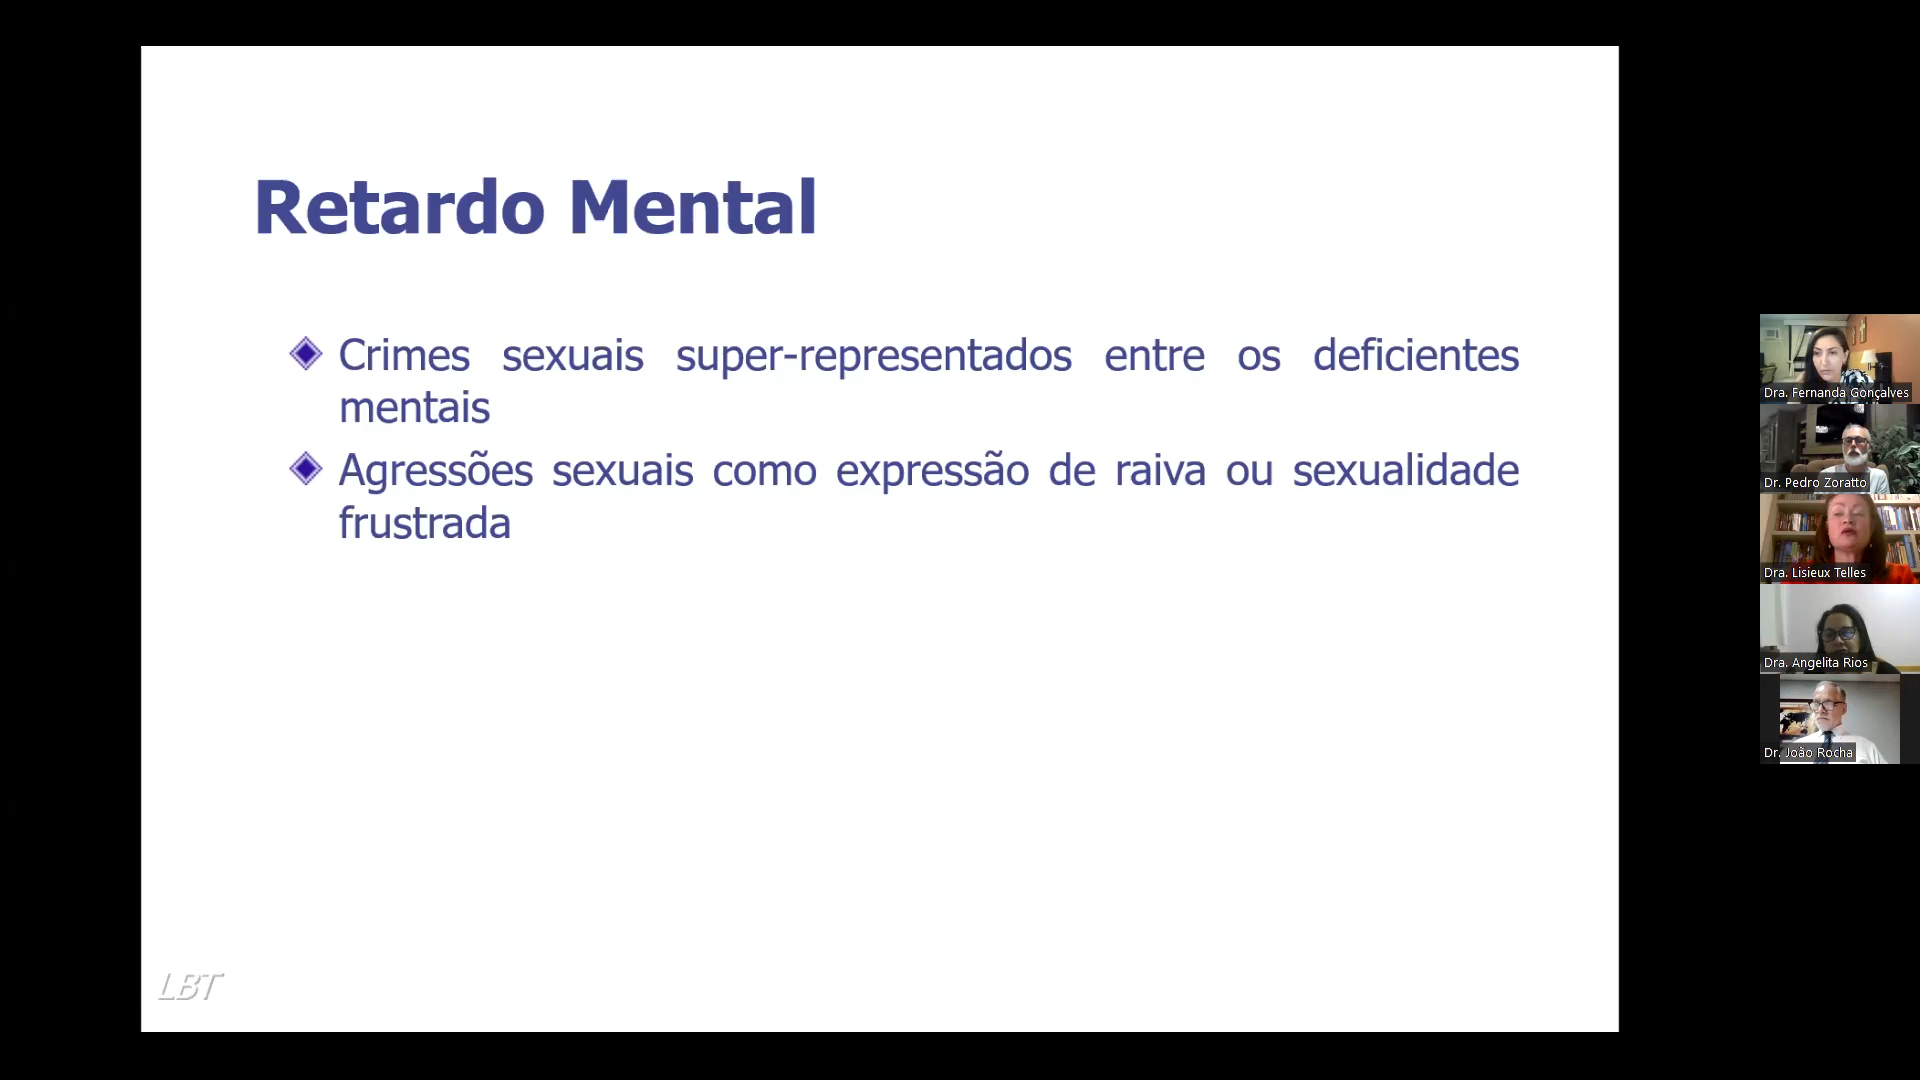 Retardo Mental
Crimes sexuais super-representados entre os deficientes
mentais
Agressões sexuais como expressão de raiva ou sexualidade
frustrada
LBT
Dra. Fernanda Gonçalves
Dr. Pedro Zoratto
Dra. Lisieux Telles
Dra. Angelita Rios
Dr. João Rocha